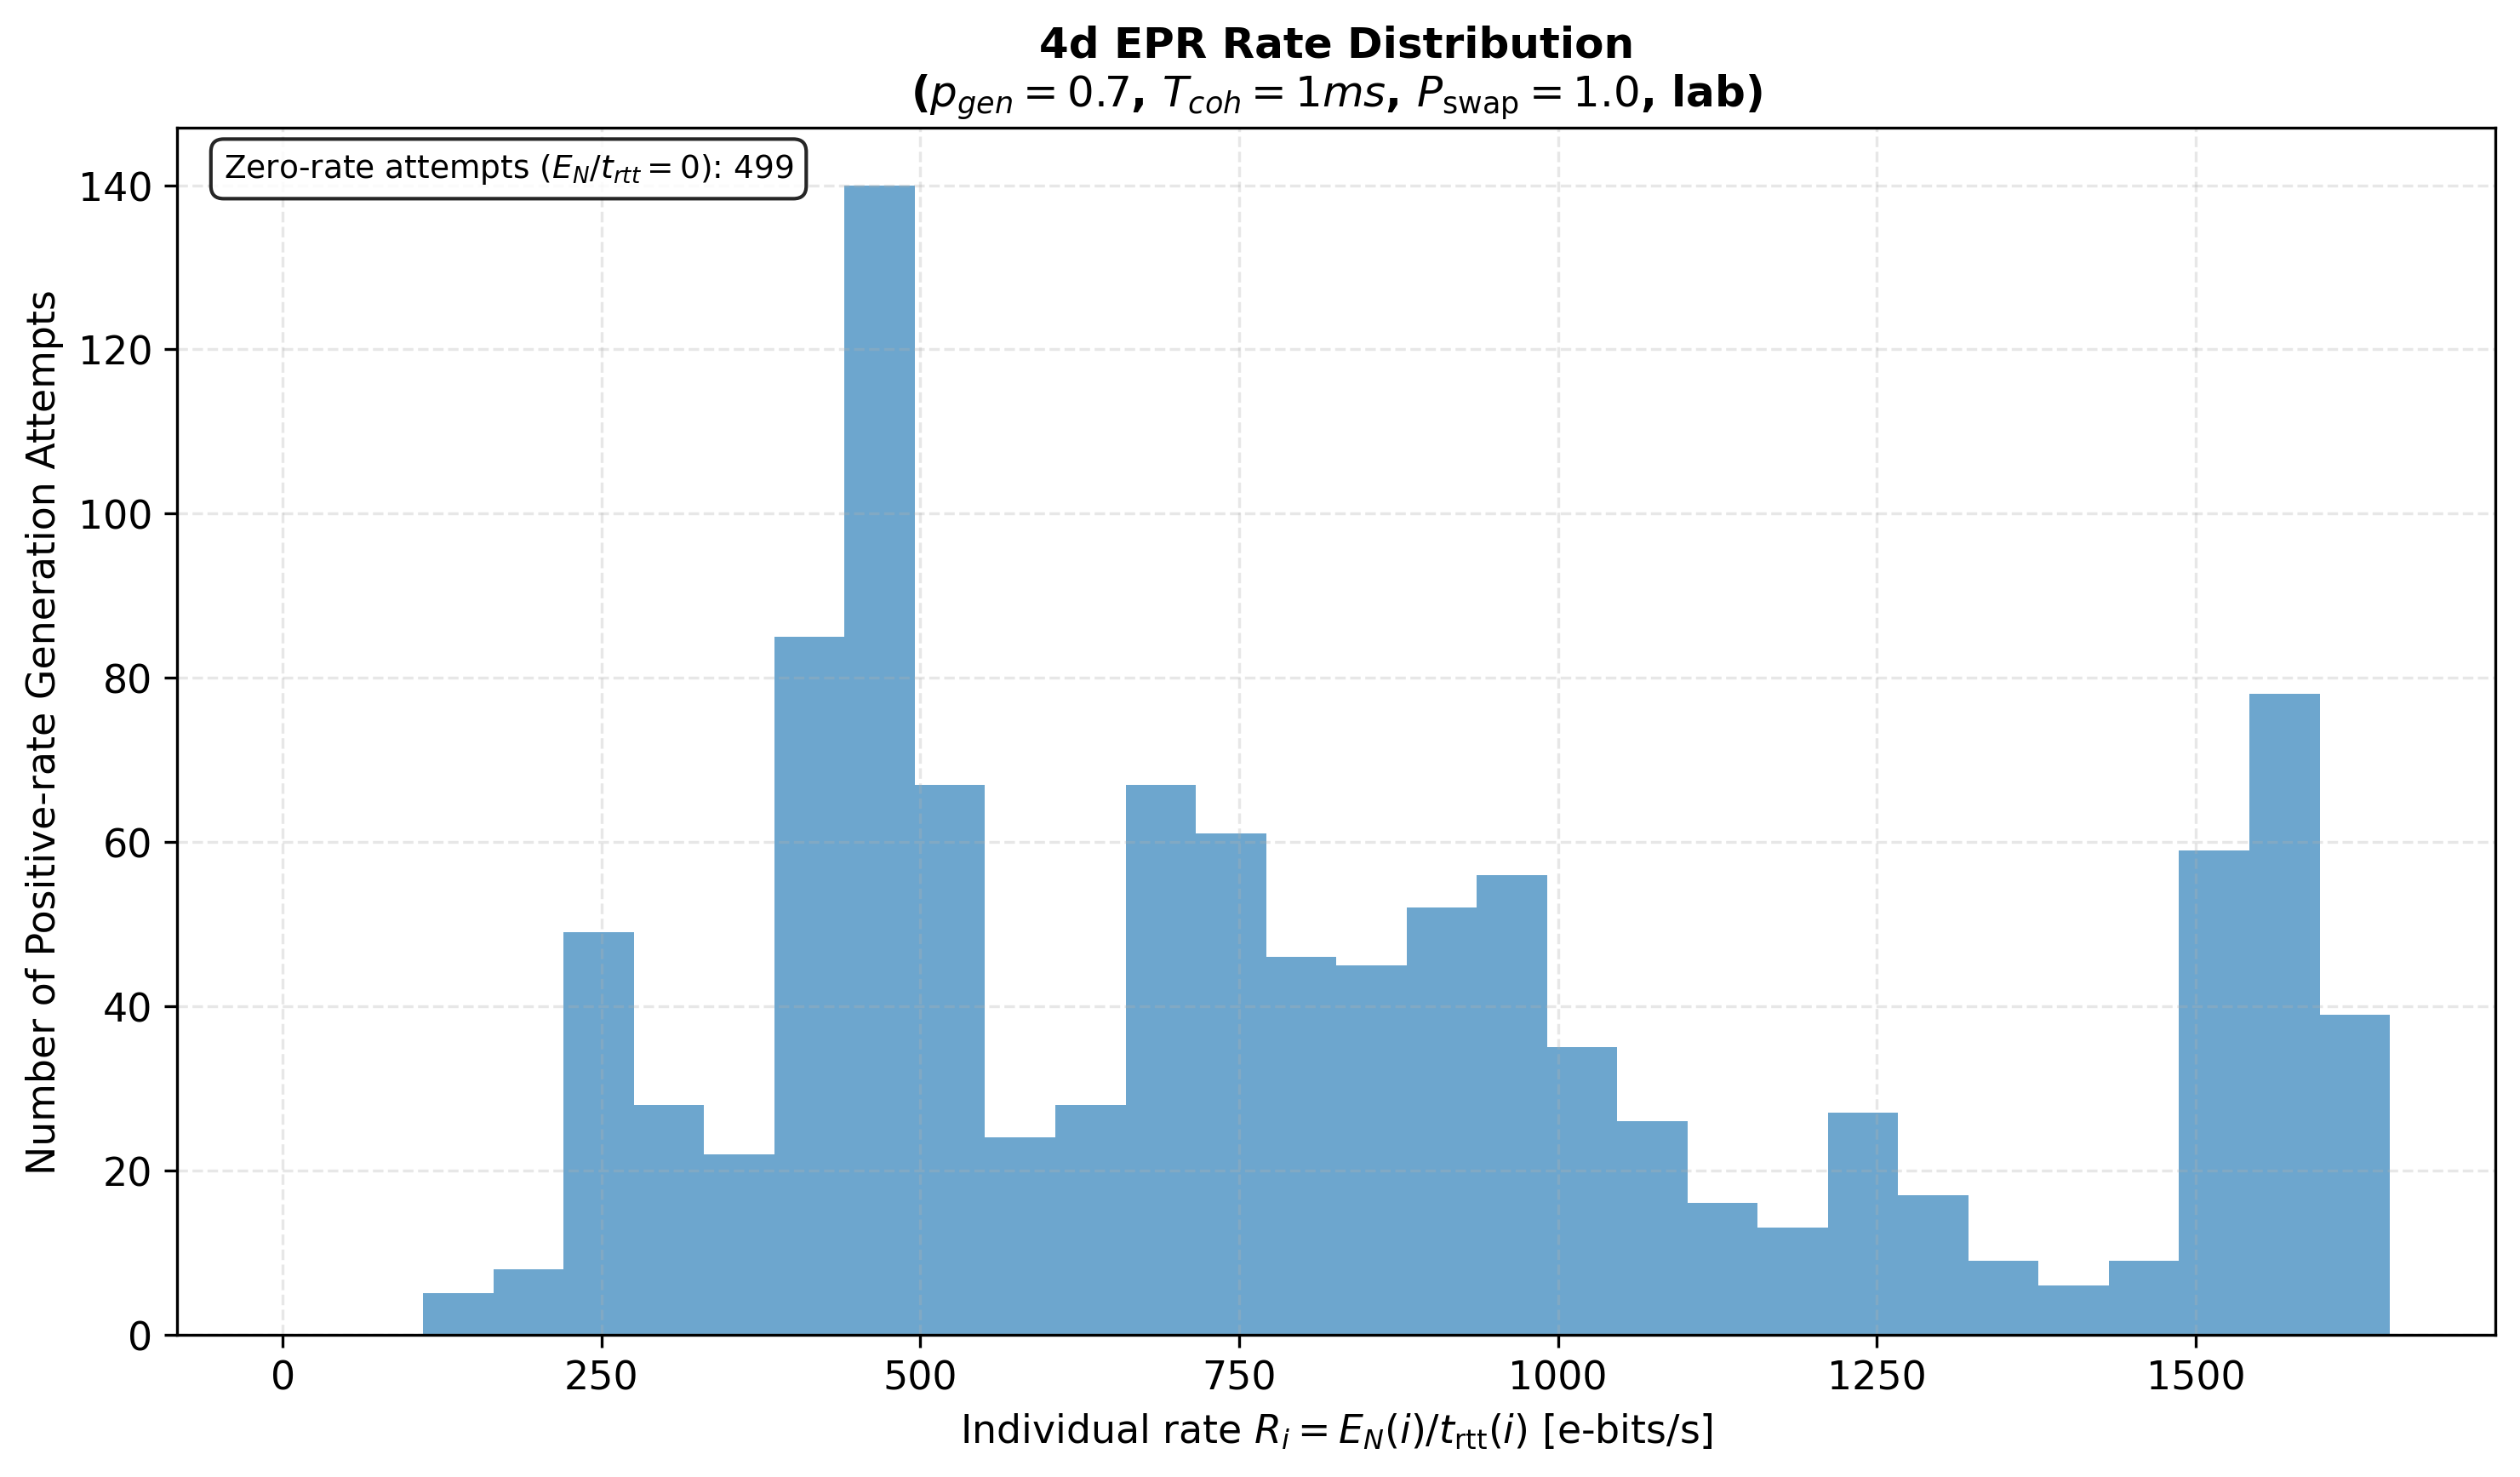 4d EPR Rate Distribution
(p_gen = 0.7, T_coh = 1ms, P_swap = 1.0, lab)
Zero-rate attempts (E_N/t_rtt = 0): 499
Number of Positive-rate Generation Attempts
140
120
100
80
60
40
20
0
0 250 500 750 1000 1250 1500
Individual rate R_i = E_N(i)/t_rtt(i) [e-bits/s]